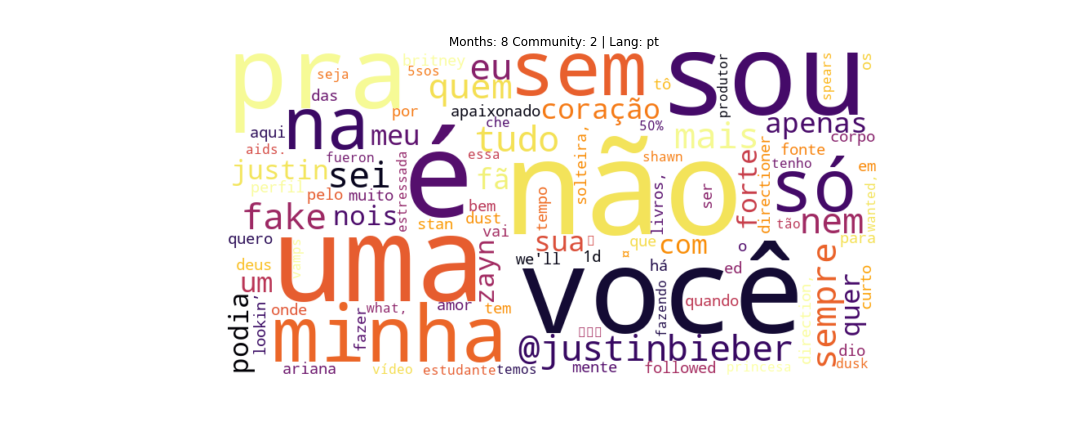 Months: 8 Community: 2 | Lang: pt
pra
seja
britney
5sos
eu
quem
sem
tô
sou
produtor
spears
os
das
por
apaixonado
coração
aqui
na
meu
é
che
tudo
50%
mais
apenas
corpo
aids.
fueron
estressada
essa
fã
não
solteira,
shawn
forte
directioner
fonte
tenho
em
justin
perfil
sei
pelo
muito
bem
tempo
livros,
ser
só
wanted,
fake
nois
stan
dust
vai
tão
nem
quero
uma
zayn
sua
que
com
o
para
deus
vamps
we'll
1d
você
há
ed
sempre
quer
curto
um
podia
lookin’
onde
minha
fazer
what,
amor
tem
fazendo
quando
direction,
@justinbieber
dio
dusk
ariana
vídeo
estudante
temos
mente
followed
princesa